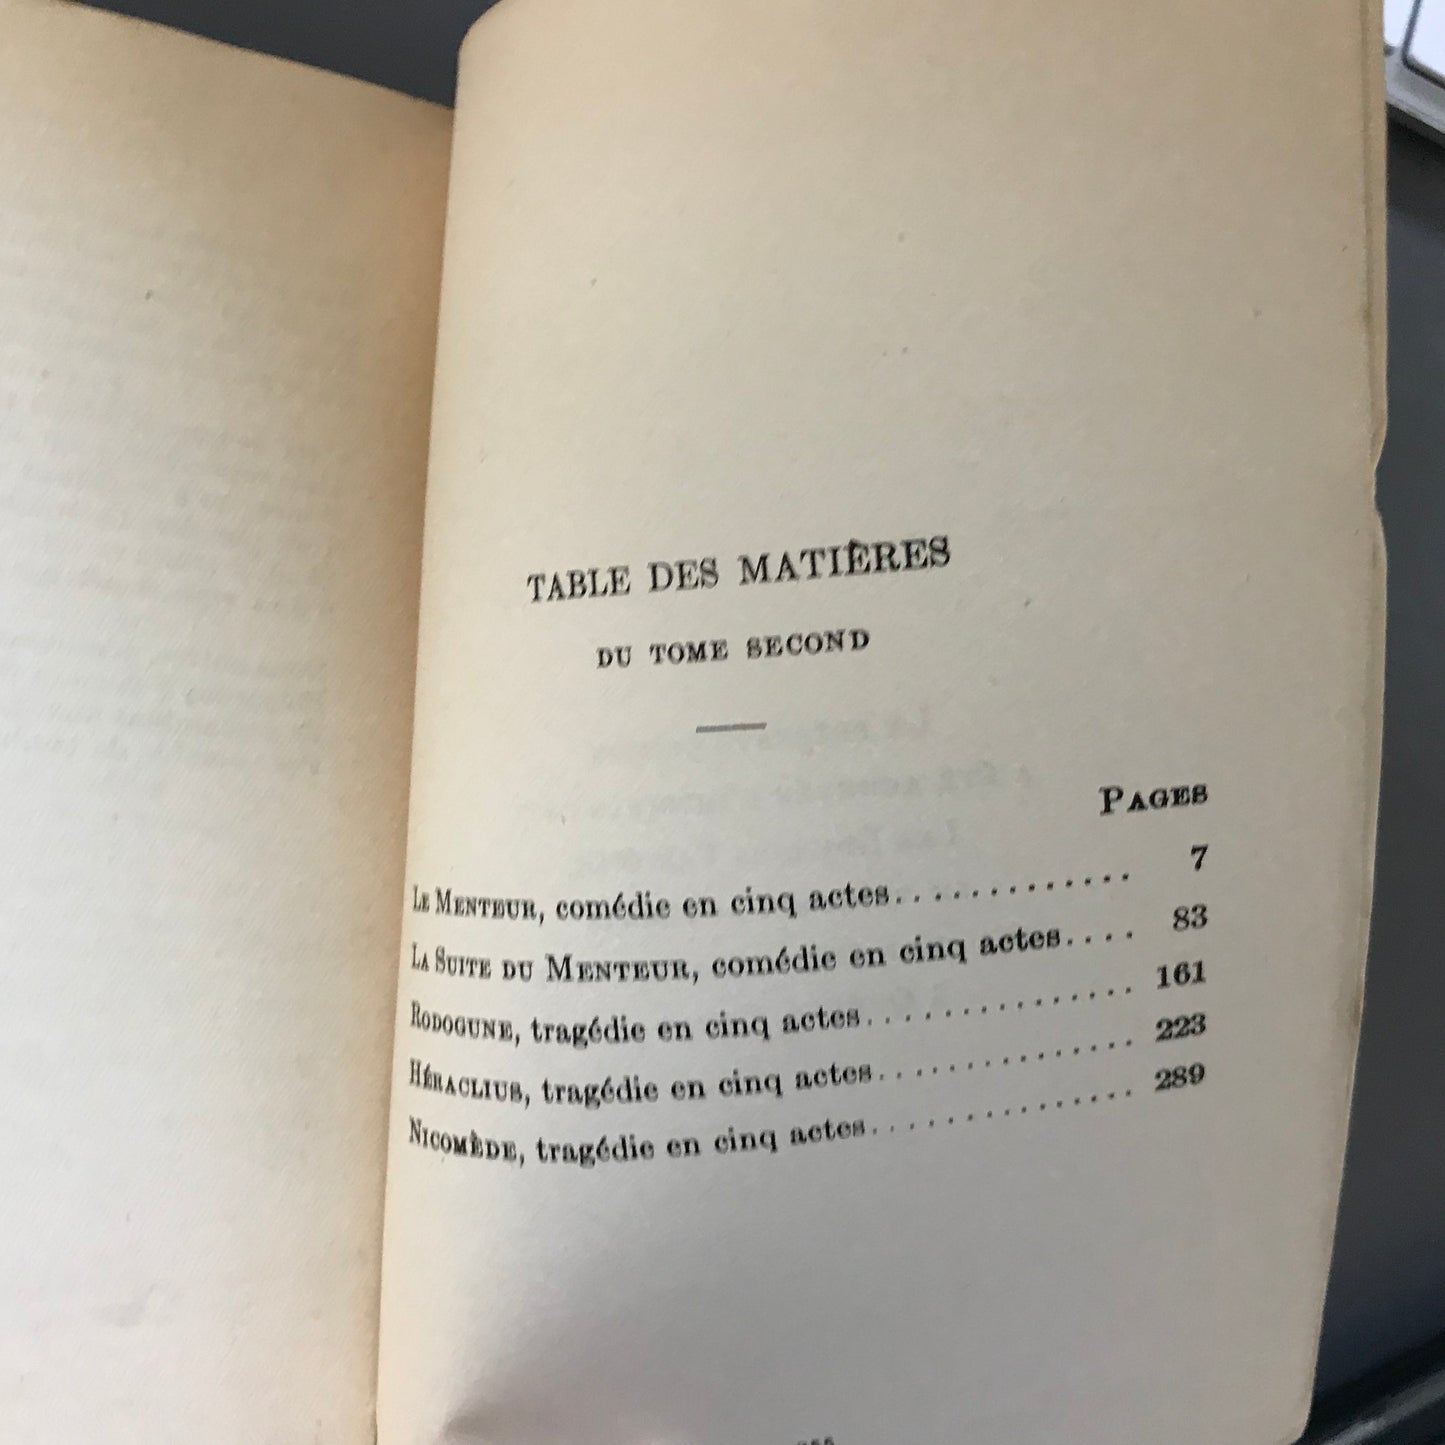 TABLE DES MATIÈRES
DU TOME SECOND
PAGES
LE MENTEUR, comédie en cinq actes............. 7
LA SUITE DU MENTEUR, comédie en cinq actes.... 83
RODOGUNE, tragédie en cinq actes............... 161
HÉRACLIUS, tragédie en cinq actes.............. 223
NICOMÈDE, tragédie en cinq actes............... 289